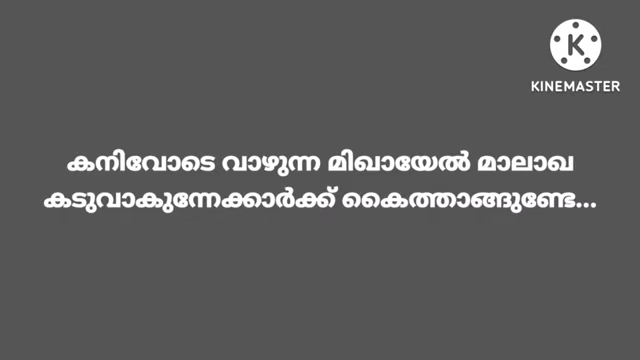 KINEMASTER
കനിവോടെ വാഴുന്ന മിഖായേൽ മാലാഖ
കടുവാകുന്നേക്കാർക്ക് കൈത്താങ്ങുണ്ടേ...